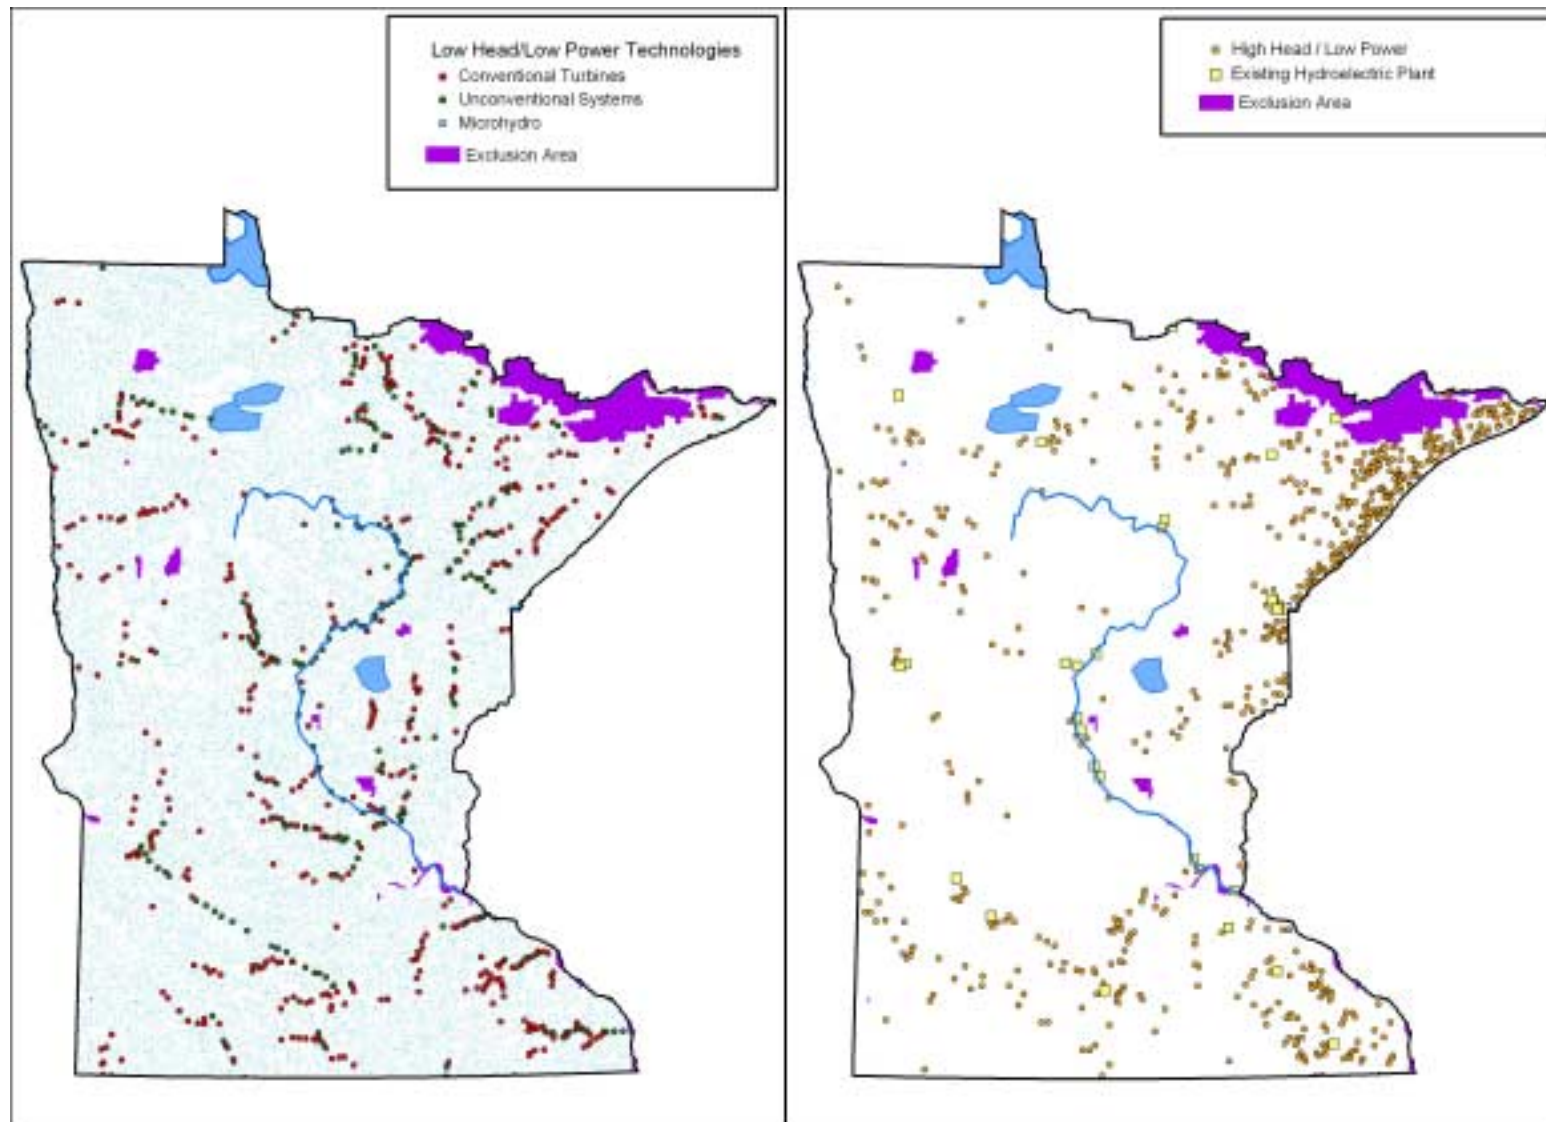 Low Head/Low Power Technologies
Conventional Turbines
Unconventional Systems
Microhydro
Exclusion Area
High Head / Low Power
Existing Hydroelectric Plant
Exclusion Area